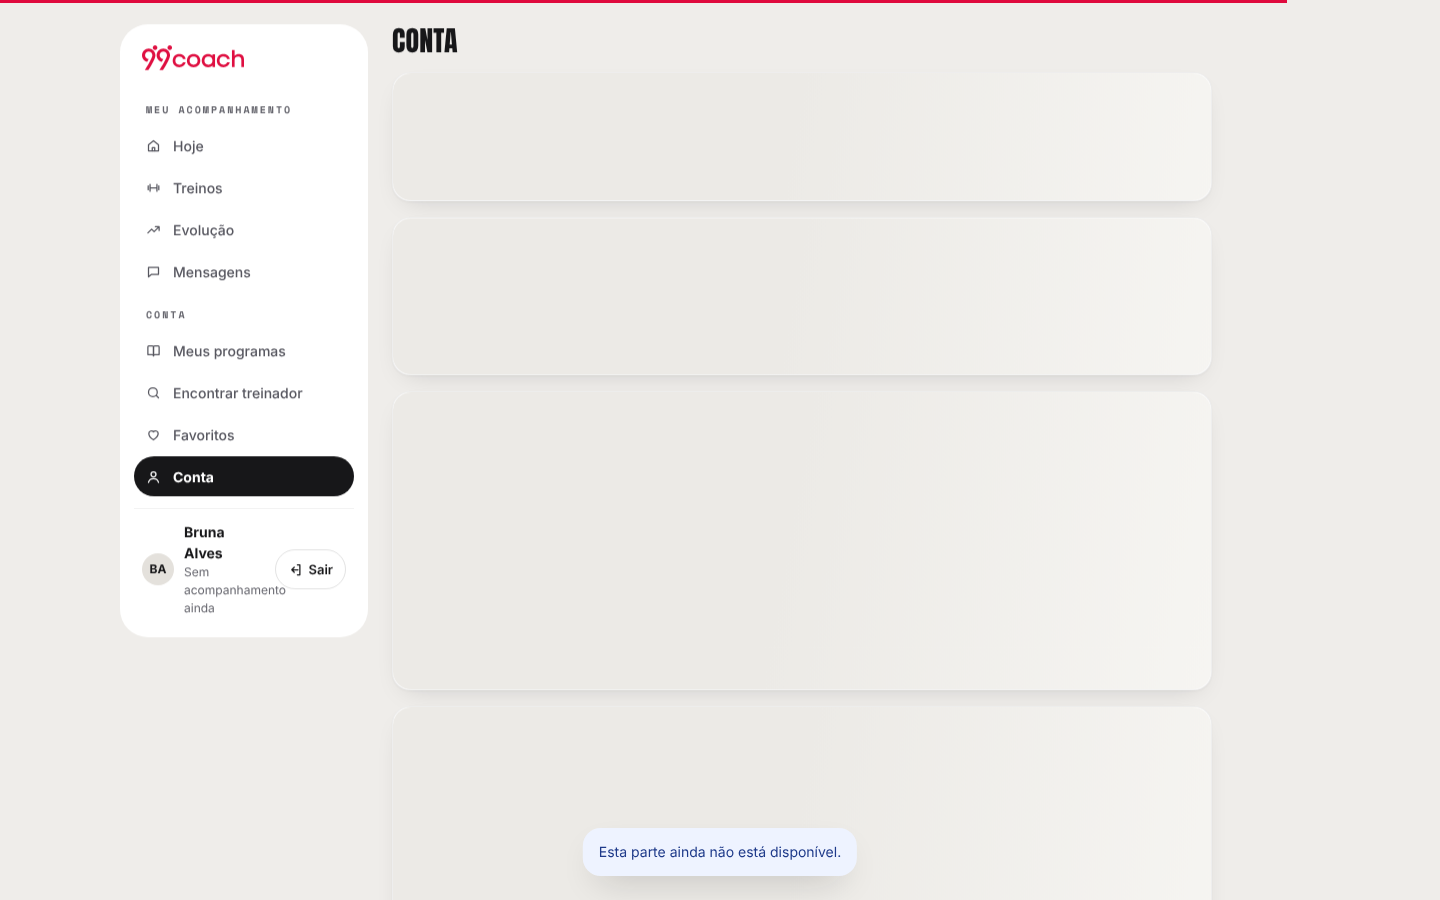 99coach
CONTA
MEU ACOMPANHAMENTO
Hoje
Treinos
Evolução
Mensagens
CONTA
Meus programas
Encontrar treinador
Favoritos
Conta
BA
Bruna
Alves
Sem
acompanhamento
ainda
Sair
Esta parte ainda não está disponível.